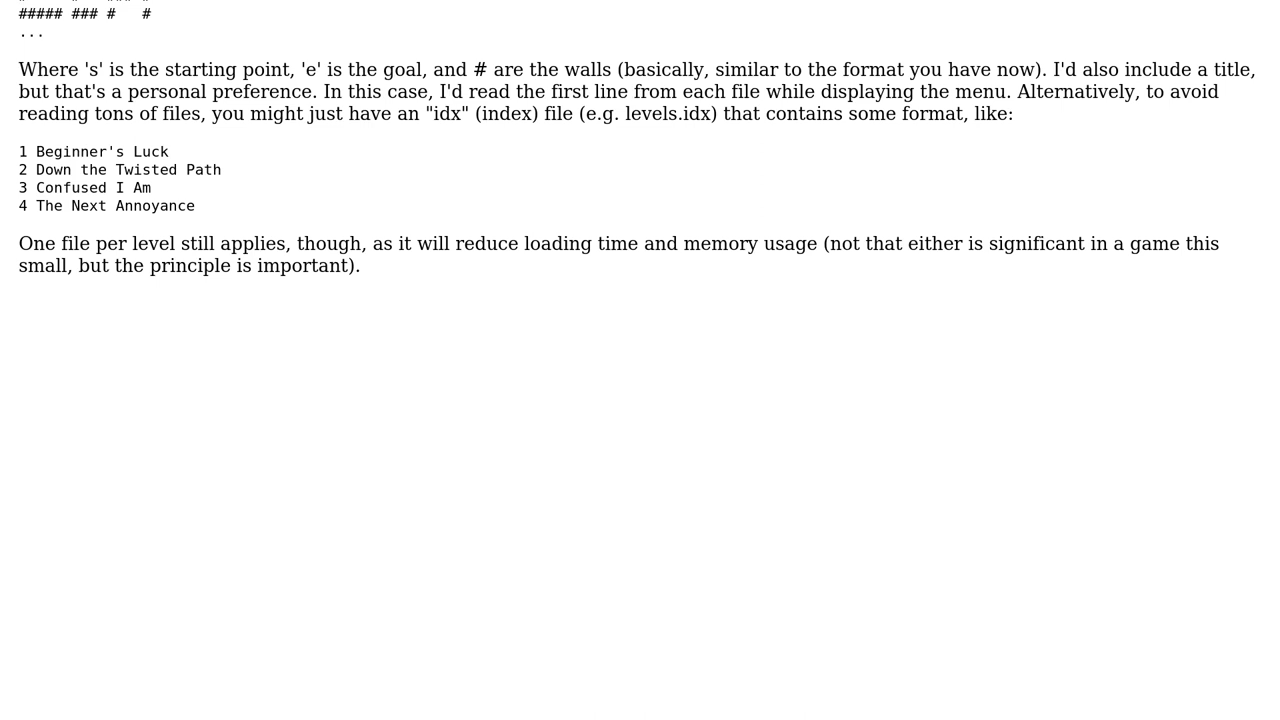 ##### ### #   #
...
Where 's' is the starting point, 'e' is the goal, and # are the walls (basically, similar to the format you have now). I'd also include a title,
but that's a personal preference. In this case, I'd read the first line from each file while displaying the menu. Alternatively, to avoid
reading tons of files, you might just have an "idx" (index) file (e.g. levels.idx) that contains some format, like:
1 Beginner's Luck
2 Down the Twisted Path
3 Confused I Am
4 The Next Annoyance
One file per level still applies, though, as it will reduce loading time and memory usage (not that either is significant in a game this
small, but the principle is important).